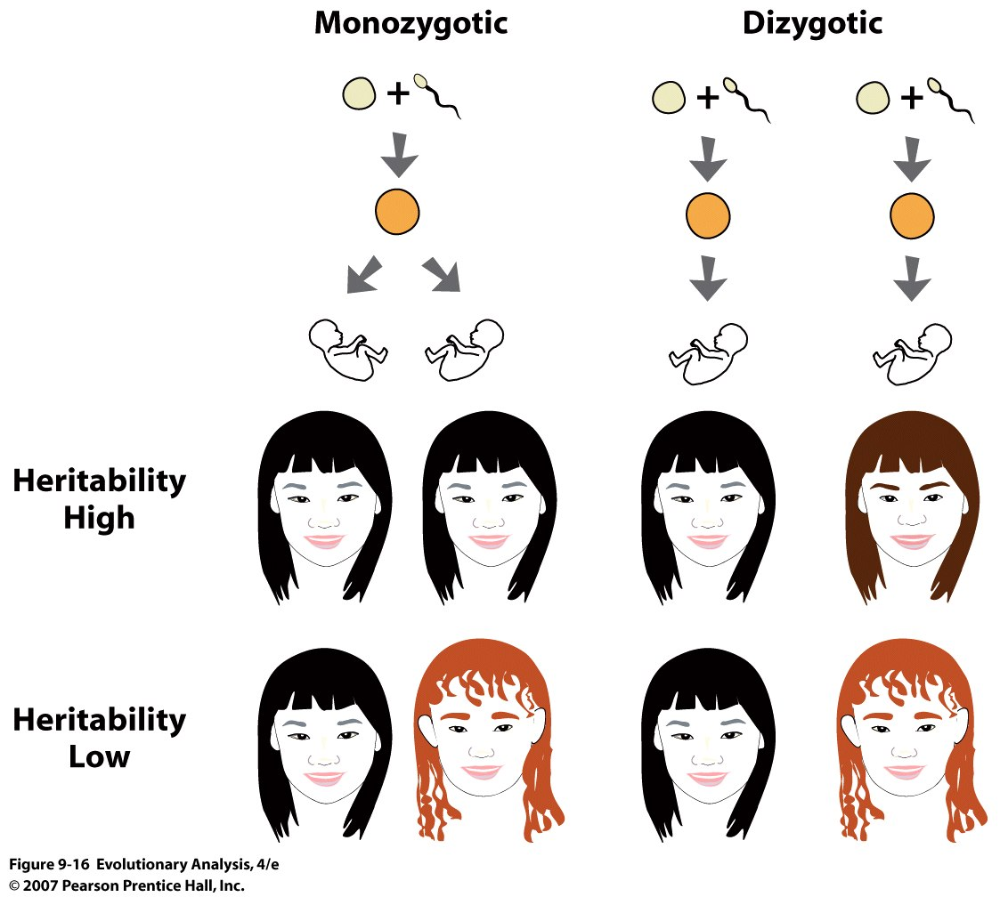 Monozygotic
Dizygotic
+
+
+
Heritability
High
Heritability
Low
Figure 9-16 Evolutionary Analysis, 4/e
© 2007 Pearson Prentice Hall, Inc.